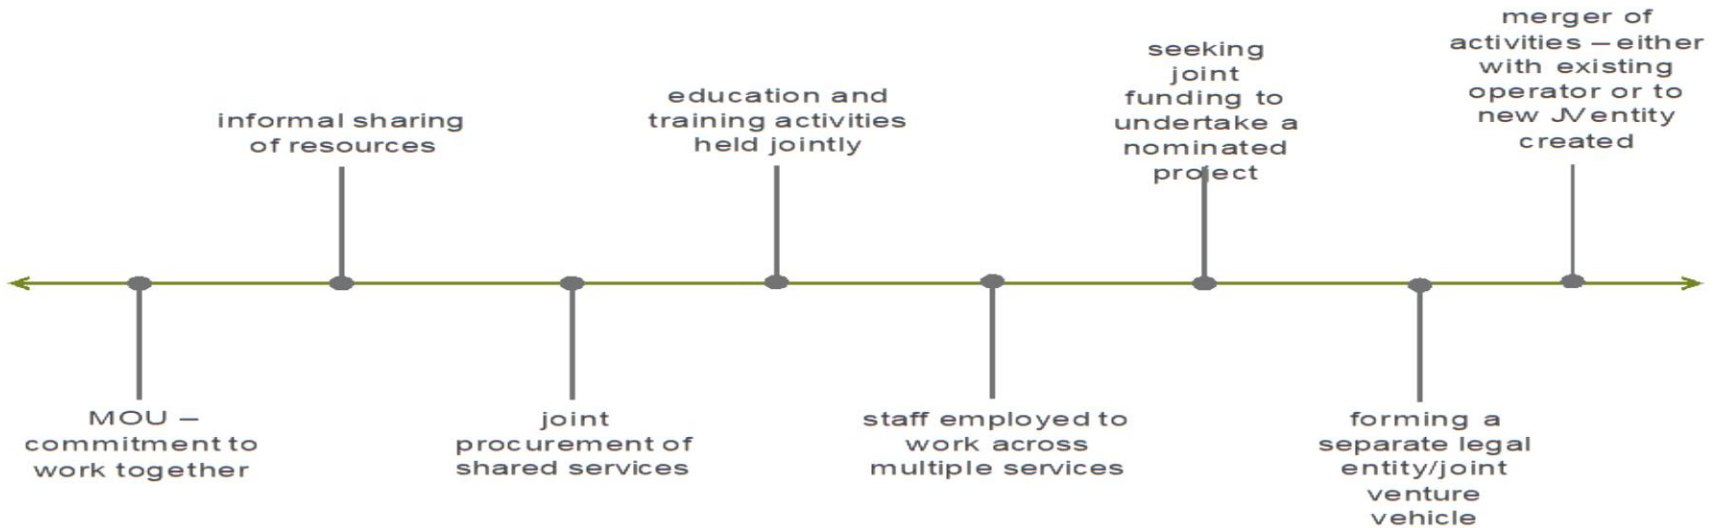 merger of
activities – either
with existing
operator or to
new JV entity
created
seeking
joint
funding to
undertake a
nominated
project
education and
training activities
held jointly
informal sharing
of resources
MOU –
commitment to
work together
joint
procurement of
shared services
staff employed to
work across
multiple services
forming a
separate legal
entity/joint
venture
vehicle